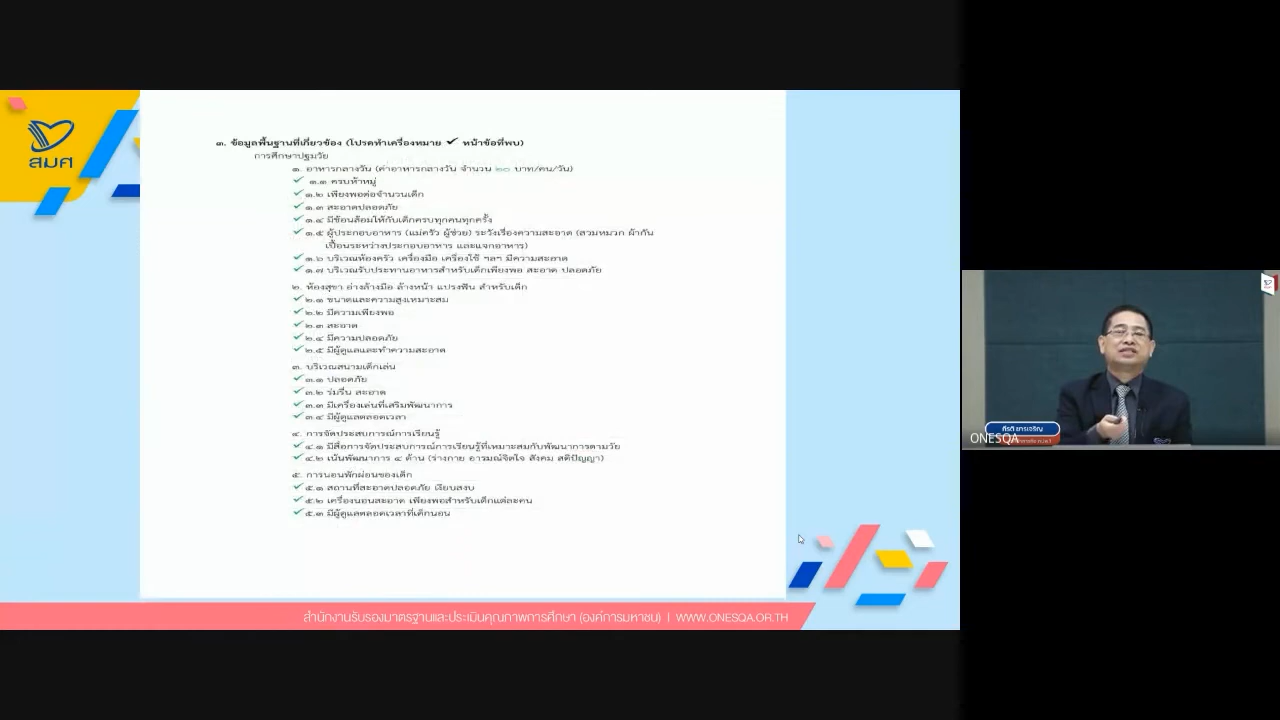 สมศ
๓. ข้อมูลพื้นฐานที่เกี่ยวข้อง (โปรดทำเครื่องหมาย ✓ หน้าข้อที่พบ)
การศึกษาปฐมวัย
๑. อาหารกลางวัน (ค่าอาหารกลางวัน จำนวน ๒๐ บาท/คน/วัน)
✓ ๑.๑ ครบห้าหมู่
✓ ๑.๒ เพียงพอต่อจำนวนเด็ก
✓ ๑.๓ สะอาดปลอดภัย
✓ ๑.๔ มีช้อนส้อมให้กับเด็กครบทุกคนทุกครั้ง
✓ ๑.๕ ผู้ประกอบอาหาร (แม่ครัว ผู้ช่วย) ระวังเรื่องความสะอาด (สวมหมวก ผ้ากัน
เปื้อนระหว่างประกอบอาหาร และแจกอาหาร)
✓ ๑.๖ บริเวณห้องครัว เครื่องมือ เครื่องใช้ ฯลฯ มีความสะอาด
✓ ๑.๗ บริเวณรับประทานอาหารสำหรับเด็กเพียงพอ สะอาด ปลอดภัย
๒. ห้องสุขา อ่างล้างมือ ล้างหน้า แปรงฟัน สำหรับเด็ก
✓ ๒.๑ ขนาดและความสูงเหมาะสม
✓ ๒.๒ มีความเพียงพอ
✓ ๒.๓ สะอาด
✓ ๒.๔ มีความปลอดภัย
✓ ๒.๕ มีผู้ดูแลและทำความสะอาด
๓. บริเวณสนามเด็กเล่น
✓ ๓.๑ ปลอดภัย
✓ ๓.๒ ร่มรื่น สะอาด
✓ ๓.๓ มีเครื่องเล่นที่เสริมพัฒนาการ
✓ ๓.๔ มีผู้ดูแลตลอดเวลา
๔. การจัดประสบการณ์การเรียนรู้
✓ ๔.๑ มีสื่อการจัดประสบการณ์การเรียนรู้ที่เหมาะสมกับพัฒนาการตามวัย
✓ ๔.๒ เน้นพัฒนาการ ๔ ด้าน (ร่างกาย อารมณ์จิตใจ สังคม สติปัญญา)
๕. การนอนพักผ่อนของเด็ก
✓ ๕.๑ สถานที่สะอาดปลอดภัย เงียบสงบ
✓ ๕.๒ เครื่องนอนสะอาด เพียงพอสำหรับเด็กแต่ละคน
✓ ๕.๓ มีผู้ดูแลตลอดเวลาที่เด็กนอน
สำนักงานรับรองมาตรฐานและประเมินคุณภาพการศึกษา (องค์การมหาชน) | WWW.ONESQA.OR.TH
ONESQA